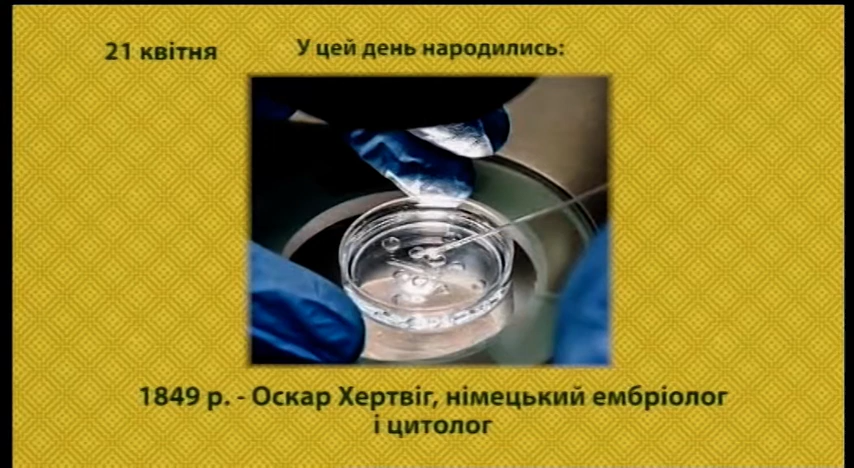 21 квітня
У цей день народились:
1849 р. - Оскар Хертвіг, німецький ембріолог
і цитолог